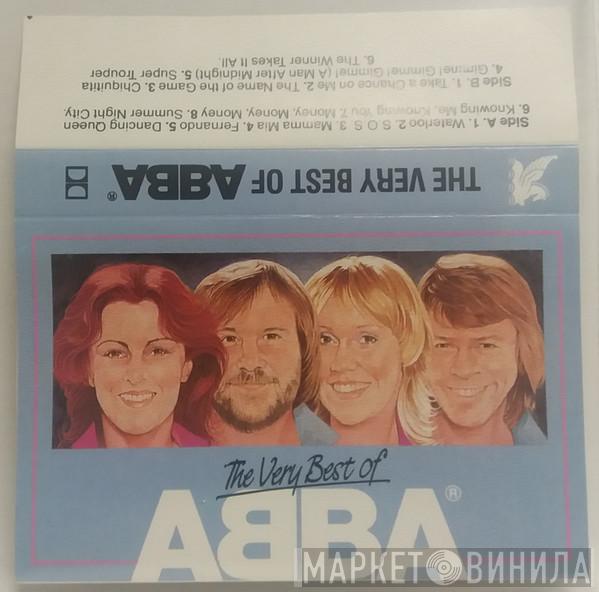 6. The Winner Takes It All.
4. Gimme! Gimme! Gimme! (A Man After Midnight) 5. Super Trouper
Side B. 1. Take a Chance on Me 2. The Name of the Game 3. Chiquitita
6. Knowing Me, Knowing You 7. Money, Money, Money 8. Summer Night City.
Side A. 1. Waterloo 2. S O S 3. Mamma Mia 4. Fernando 5. Dancing Queen
THE VERY BEST OF ABBA®
The Very Best of
ABBA®
МАРКЕТ ВИНИЛА